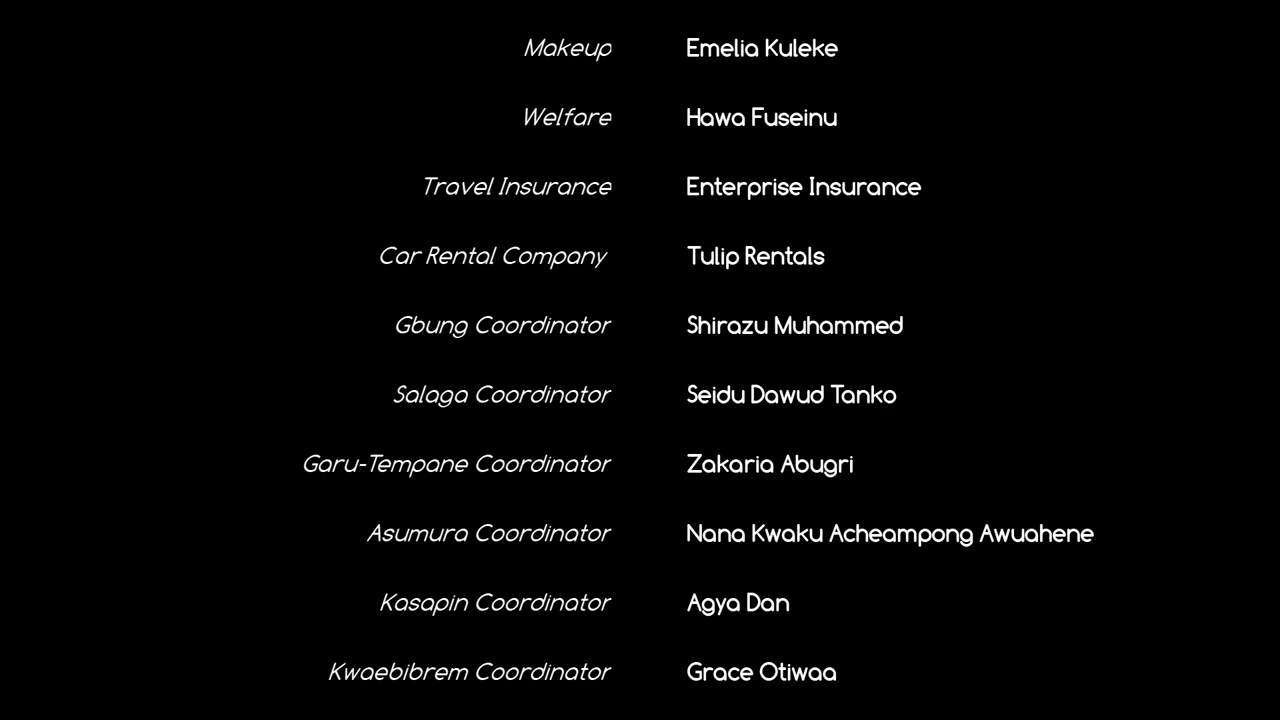 Makeup Emelia Kuleke
Welfare Hawa Fuseinu
Travel Insurance Enterprise Insurance
Car Rental Company Tulip Rentals
Gbung Coordinator Shirazu Muhammed
Salaga Coordinator Seidu Dawud Tanko
Garu-Tempane Coordinator Zakaria Abugri
Asumura Coordinator Nana Kwaku Acheampong Awuahene
Kasapin Coordinator Agya Dan
Kwaebibrem Coordinator Grace Otiwaa